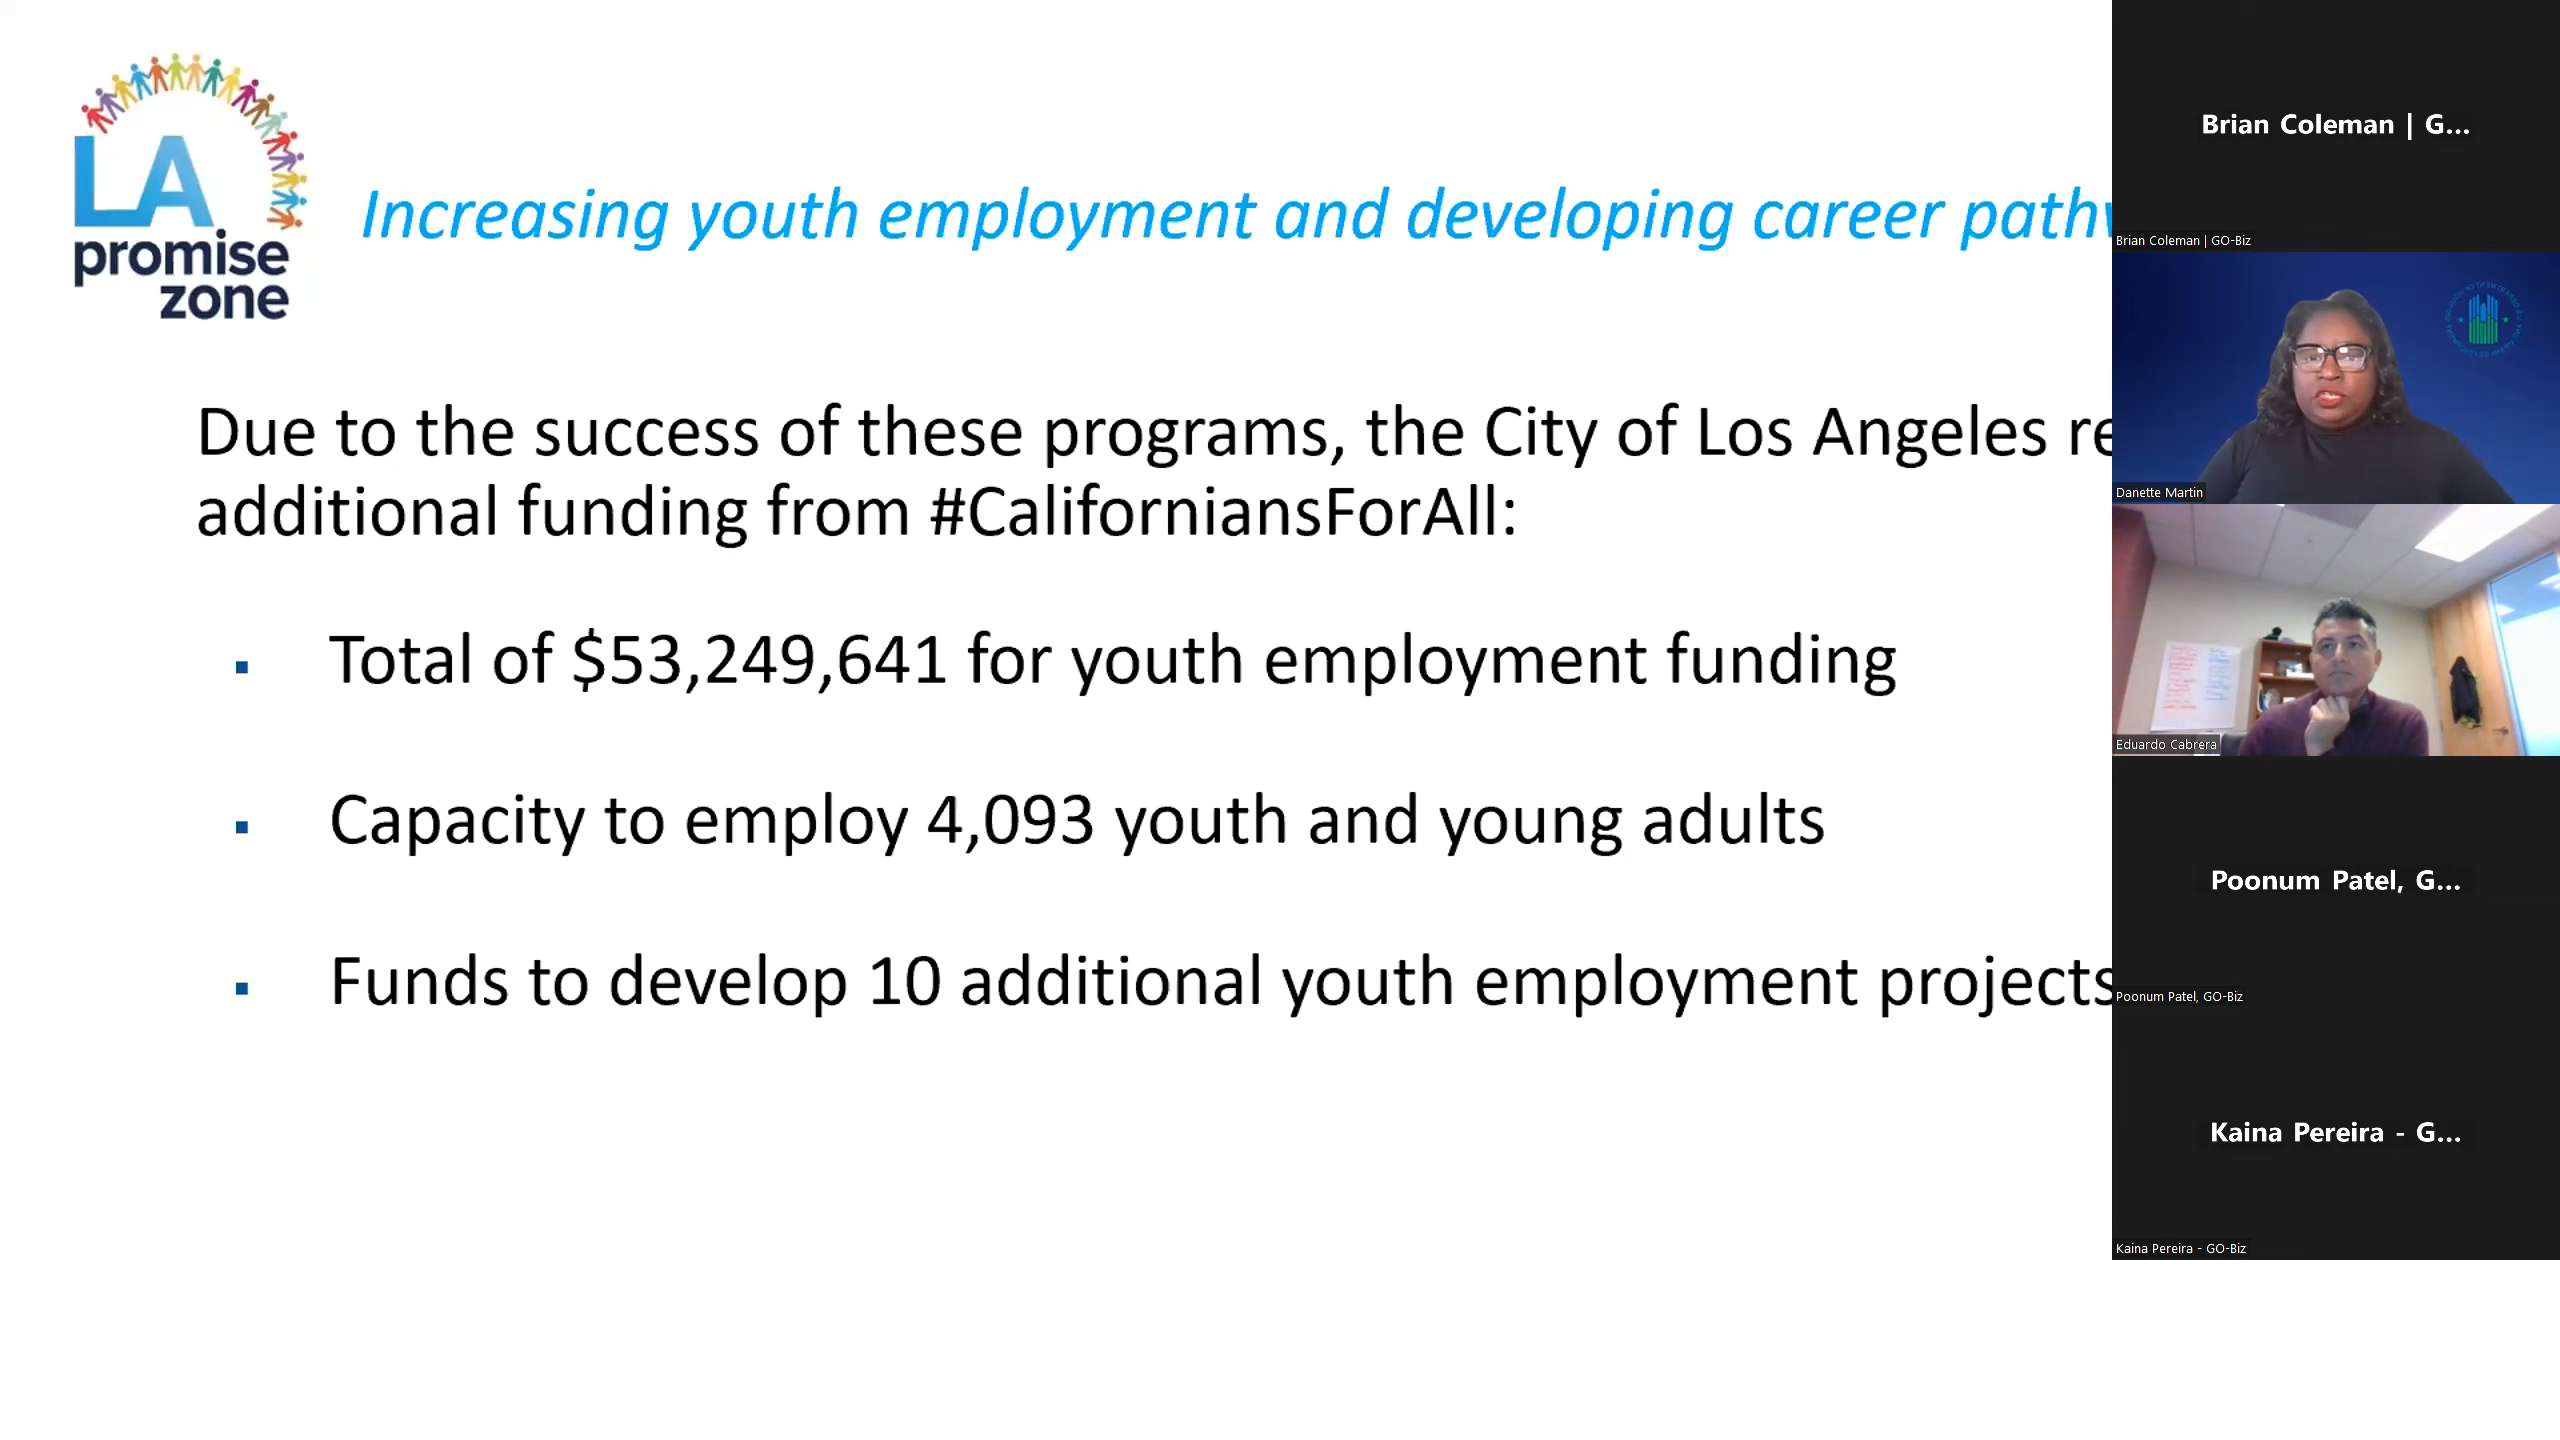 LA
promise
zone
Increasing youth employment and developing career
Due to the success of these programs, the City of Los Angeles
additional funding from #CaliforniansForAll:
▪ Total of $53,249,641 for youth employment funding
▪ Capacity to employ 4,093 youth and young adults
▪ Funds to develop 10 additional youth employment projects
Brian Coleman | G...
Brian Coleman | GO-Biz
Danette Martin
Eduardo Cabrera
Poonum Patel, G...
Poonum Patel, GO-Biz
Kaina Pereira - G...
Kaina Pereira - GO-Biz